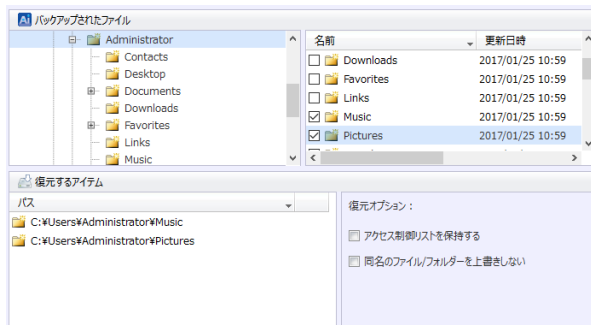 Ai バックアップされたファイル
Administrator
Contacts
Desktop
Documents
Downloads
Favorites
Links
Music
名前 更新日時
Downloads 2017/01/25 10:59
Favorites 2017/01/25 10:59
Links 2017/01/25 10:59
Music 2017/01/25 10:59
Pictures 2017/01/25 10:59
復元するアイテム
パス
C:¥Users¥Administrator¥Music
C:¥Users¥Administrator¥Pictures
復元オプション：
アクセス制御リストを保持する
同名のファイル/フォルダーを上書きしない